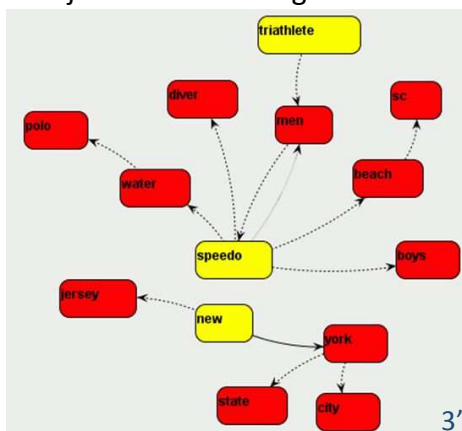 triathlete
diver
sc
polo
men
water
beach
speedo
boys
jersey
new
york
state
city
3’